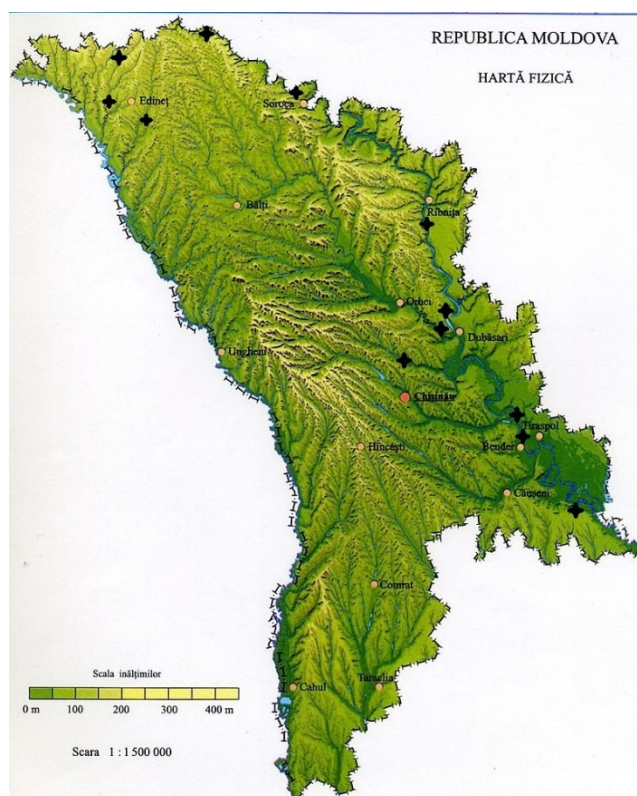 REPUBLICA MOLDOVA
HARTĂ FIZICĂ
Edineț
Soroca
Bălți
Rîbnița
Orhei
Dubăsari
Ungheni
Chișinău
Tiraspol
Hîncești
Bender
Căușeni
Comrat
Cahul
Taraclia
Scala inălțimilor
0 m 100 200 300 400 m
Scara 1 : 1 500 000